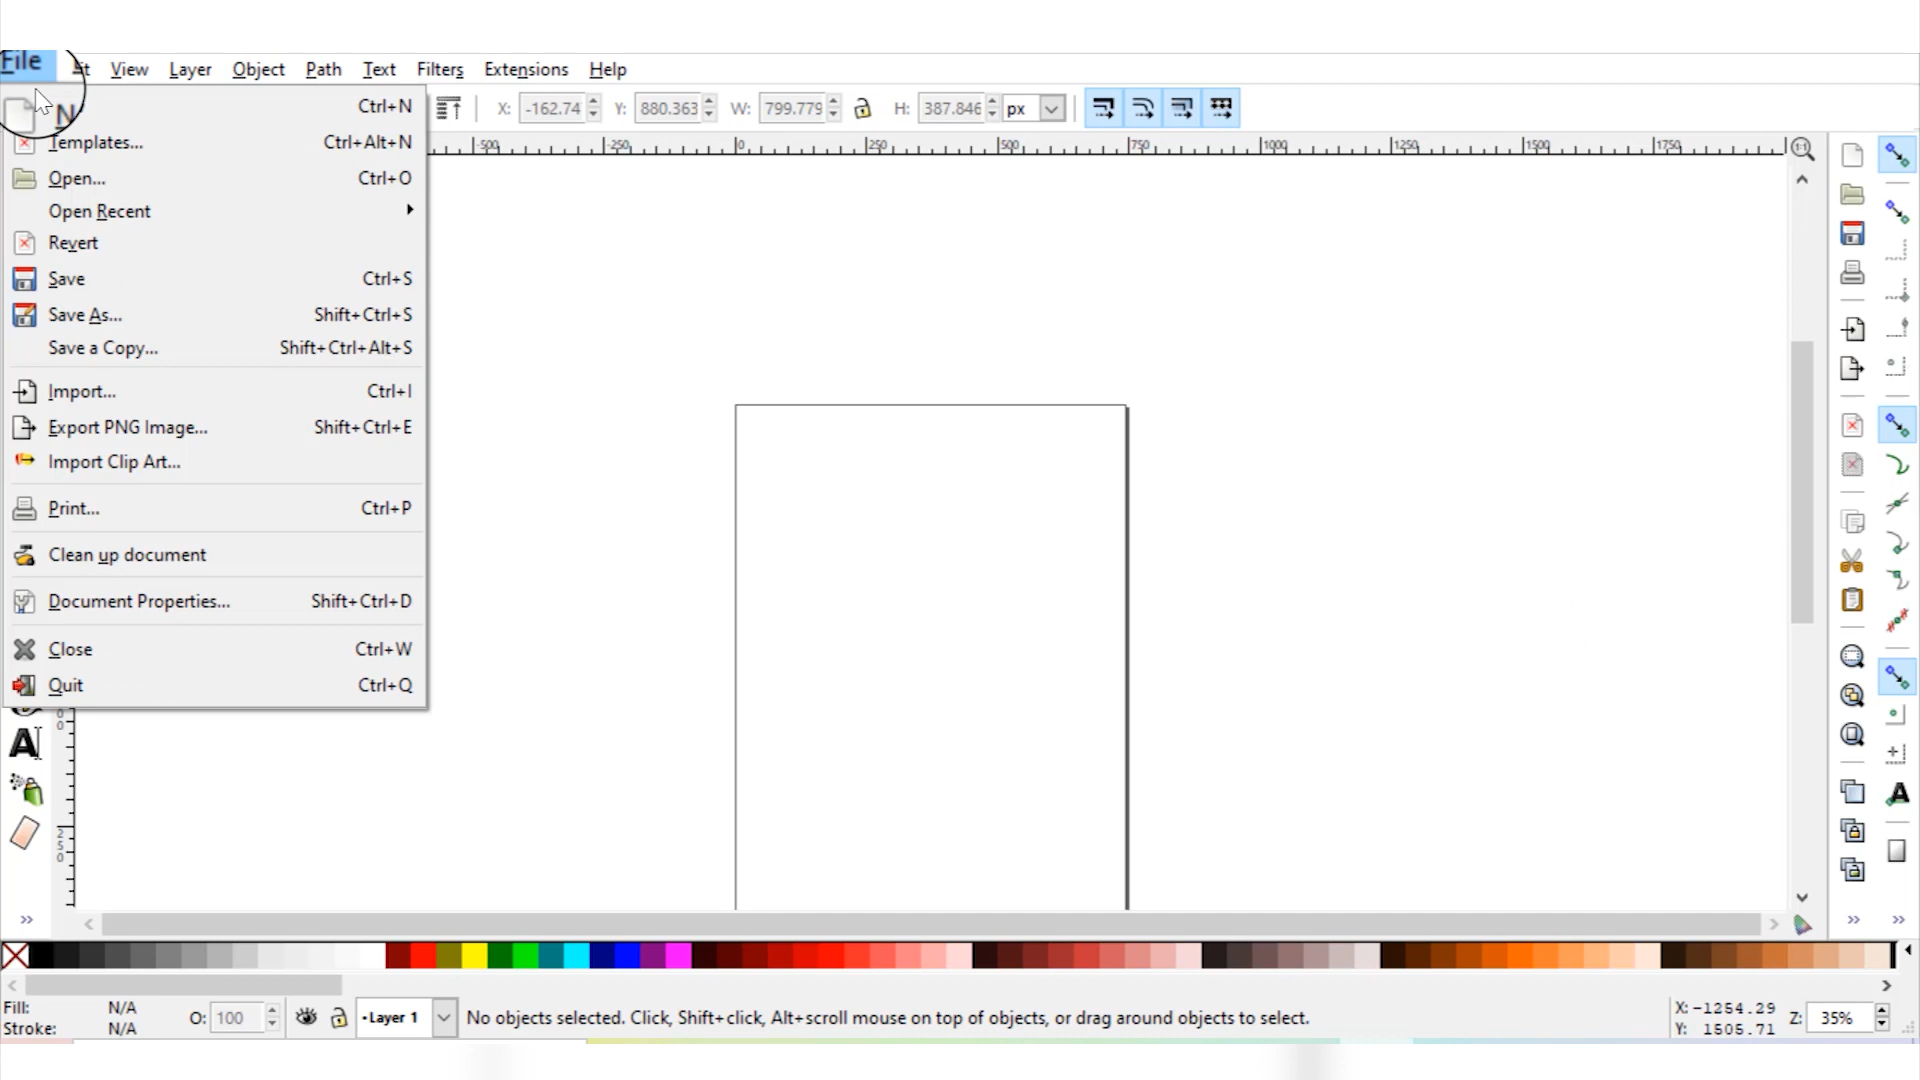 File
View Layer Object Path Text Filters Extensions Help
X: -162.74 Y: 880.363 W: 799.779 H: 387.846 px
N Ctrl+N
Templates... Ctrl+Alt+N
Open... Ctrl+O
Open Recent
Revert
Save Ctrl+S
Save As... Shift+Ctrl+S
Save a Copy... Shift+Ctrl+Alt+S
Import... Ctrl+I
Export PNG Image... Shift+Ctrl+E
Import Clip Art...
Print... Ctrl+P
Clean up document
Document Properties... Shift+Ctrl+D
Close Ctrl+W
Quit Ctrl+Q
-500 -250 0 250 500 750 1000 1250 1500 1750
250
Fill: N/A
Stroke: N/A
O: 100
•Layer 1
No objects selected. Click, Shift+click, Alt+scroll mouse on top of objects, or drag around objects to select.
X: -1254.29
Y: 1505.71
Z: 35%